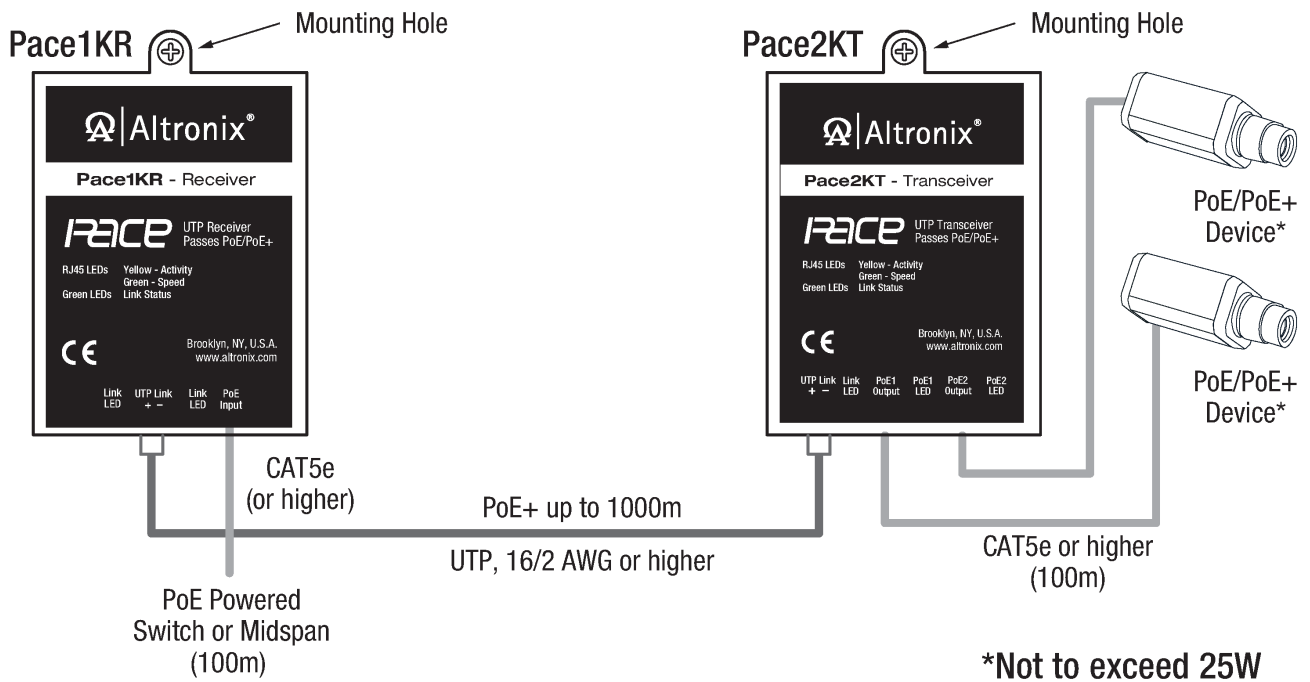 Pace1KR
Mounting Hole
Altronix®
Pace1KR - Receiver
PACE
UTP Receiver
Passes PoE/PoE+
RJ45 LEDs Yellow - Activity
Green - Speed
Green LEDs Link Status
CE
Brooklyn, NY, U.S.A.
www.altronix.com
Link
LED
UTP Link
+ −
Link
LED
PoE
Input
CAT5e
(or higher)
PoE Powered
Switch or Midspan
(100m)
PoE+ up to 1000m
UTP, 16/2 AWG or higher
Pace2KT
Mounting Hole
Altronix®
Pace2KT - Transceiver
PACE
UTP Transceiver
Passes PoE/PoE+
RJ45 LEDs Yellow - Activity
Green - Speed
Green LEDs Link Status
CE
Brooklyn, NY, U.S.A.
www.altronix.com
UTP Link
+ −
Link
LED
PoE1
Output
PoE1
LED
PoE2
Output
PoE2
LED
PoE/PoE+
Device*
PoE/PoE+
Device*
CAT5e or higher
(100m)
*Not to exceed 25W